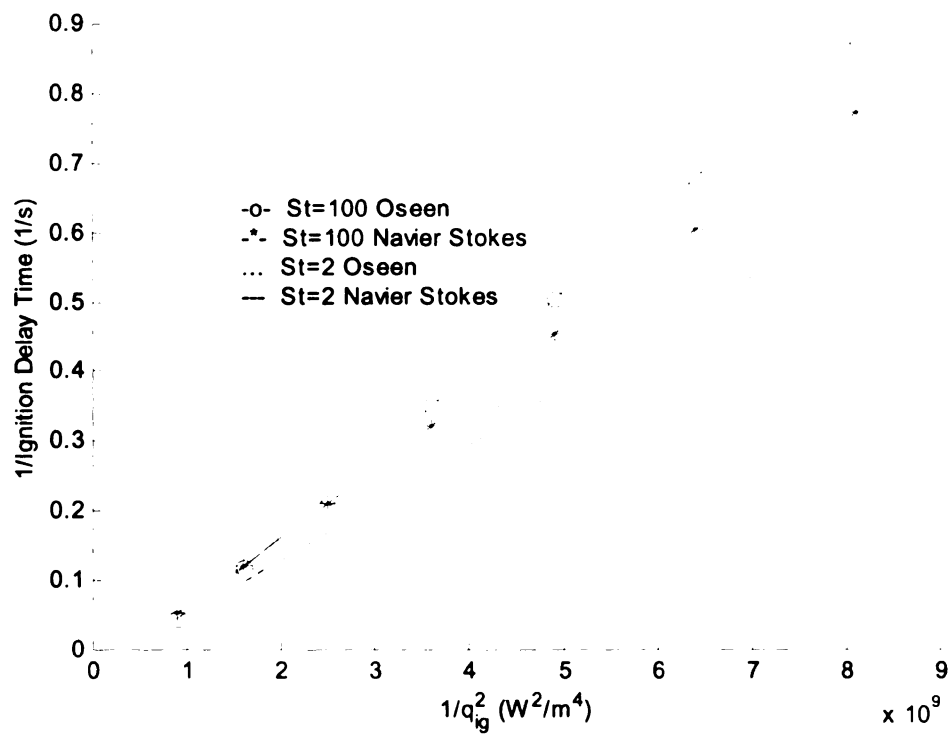 0.9
0.8
0.7
0.6
0.5
0.4
0.3
0.2
0.1
0
1/Ignition Delay Time (1/s)
-o- St=100 Oseen
-*- St=100 Navier Stokes
... St=2 Oseen
— St=2 Navier Stokes
0 1 2 3 4 5 6 7 8 9
1/q²ig (W²/m⁴)
x 10⁹